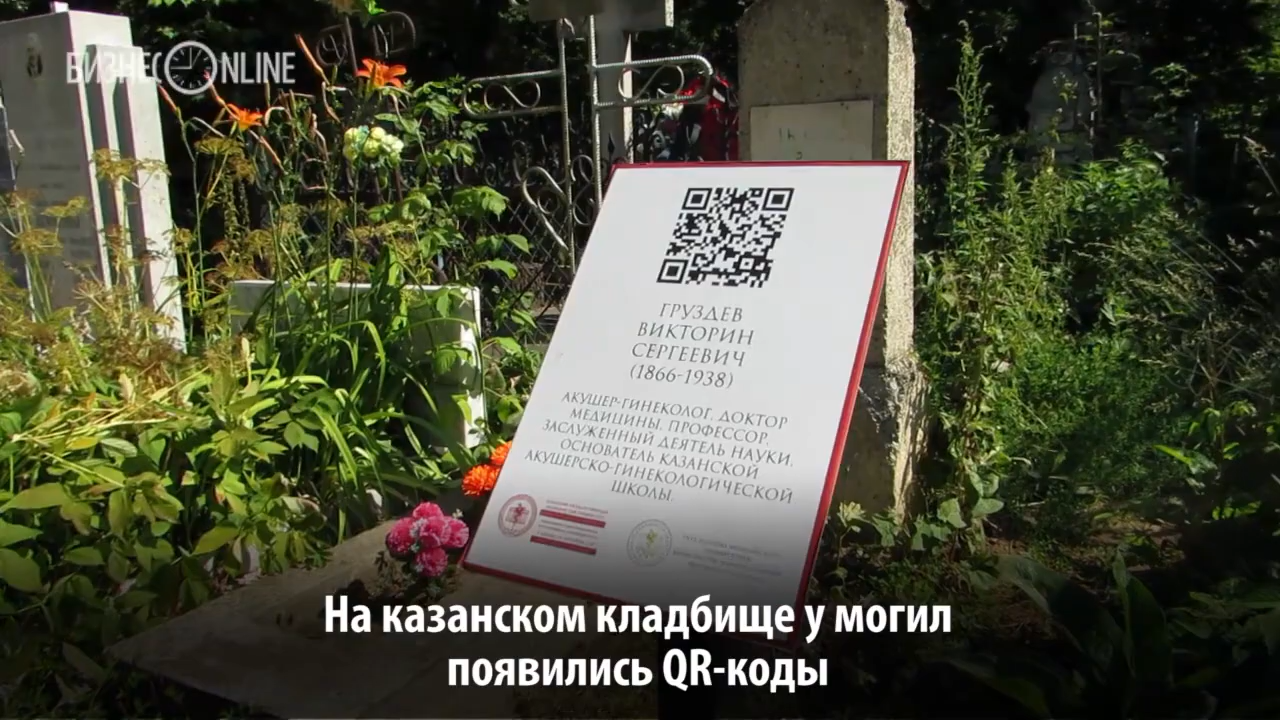 БИЗНЕС ONLINE
ГРУЗДЕВ
ВИКТОРИН
СЕРГЕЕВИЧ
(1866-1938)
АКУШЕР-ГИНЕКОЛОГ, ДОКТОР
МЕДИЦИНЫ, ПРОФЕССОР,
ЗАСЛУЖЕННЫЙ ДЕЯТЕЛЬ НАУКИ,
ОСНОВАТЕЛЬ КАЗАНСКОЙ
АКУШЕРСКО-ГИНЕКОЛОГИЧЕСКОЙ
ШКОЛЫ.
На казанском кладбище у могил
появились QR-коды